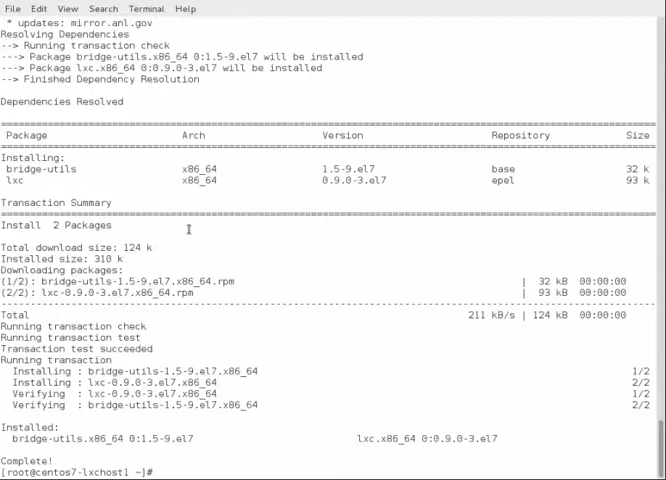 File Edit View Search Terminal Help
* updates: mirror.anl.gov
Resolving Dependencies
--> Running transaction check
---> Package bridge-utils.x86_64 0:1.5-9.el7 will be installed
---> Package lxc.x86_64 0:0.9.0-3.el7 will be installed
--> Finished Dependency Resolution
Dependencies Resolved
================================================================================
Package Arch Version Repository Size
================================================================================
Installing:
bridge-utils x86_64 1.5-9.el7 base 32 k
lxc x86_64 0.9.0-3.el7 epel 93 k
Transaction Summary
================================================================================
Install 2 Packages
Total download size: 124 k
Installed size: 310 k
Downloading packages:
(1/2): bridge-utils-1.5-9.el7.x86_64.rpm | 32 kB 00:00:00
(2/2): lxc-0.9.0-3.el7.x86_64.rpm | 93 kB 00:00:00
--------------------------------------------------------------------------------
Total 211 kB/s | 124 kB 00:00:00
Running transaction check
Running transaction test
Transaction test succeeded
Running transaction
Installing : bridge-utils-1.5-9.el7.x86_64 1/2
Installing : lxc-0.9.0-3.el7.x86_64 2/2
Verifying : lxc-0.9.0-3.el7.x86_64 1/2
Verifying : bridge-utils-1.5-9.el7.x86_64 2/2
Installed:
bridge-utils.x86_64 0:1.5-9.el7 lxc.x86_64 0:0.9.0-3.el7
Complete!
[root@centos7-lxchost1 ~]#